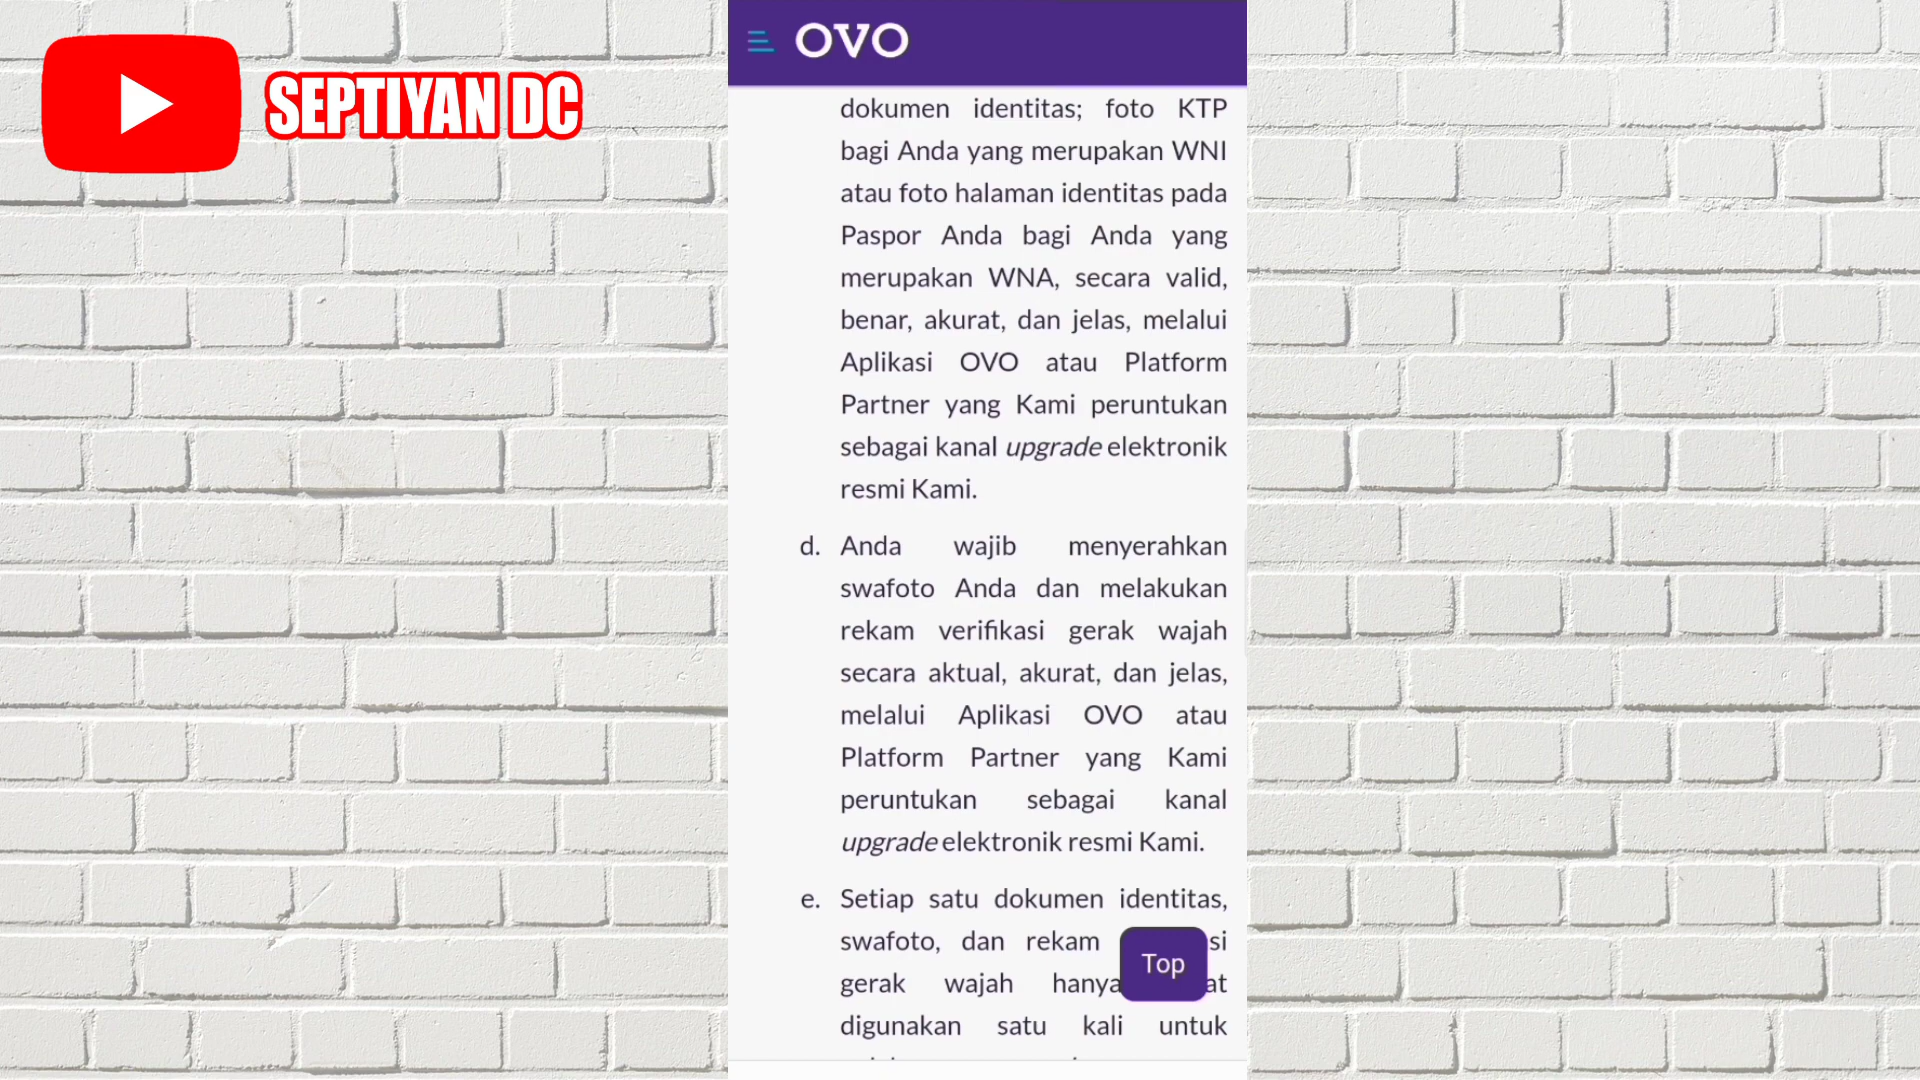 SEPTIYAN DC
OVO
dokumen identitas; foto KTP
bagi Anda yang merupakan WNI
atau foto halaman identitas pada
Paspor Anda bagi Anda yang
merupakan WNA, secara valid,
benar, akurat, dan jelas, melalui
Aplikasi OVO atau Platform
Partner yang Kami peruntukan
sebagai kanal upgrade elektronik
resmi Kami.
d. Anda wajib menyerahkan
swafoto Anda dan melakukan
rekam verifikasi gerak wajah
secara aktual, akurat, dan jelas,
melalui Aplikasi OVO atau
Platform Partner yang Kami
peruntukan sebagai kanal
upgrade elektronik resmi Kami.
e. Setiap satu dokumen identitas,
swafoto, dan rekam si
Top
gerak wajah hanya at
digunakan satu kali untuk